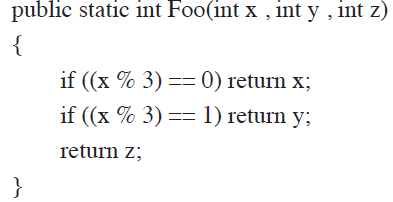 public static int Foo(int x , int y , int z)
{
if ((x % 3) == 0) return x;
if ((x % 3) == 1) return y;
return z;
}